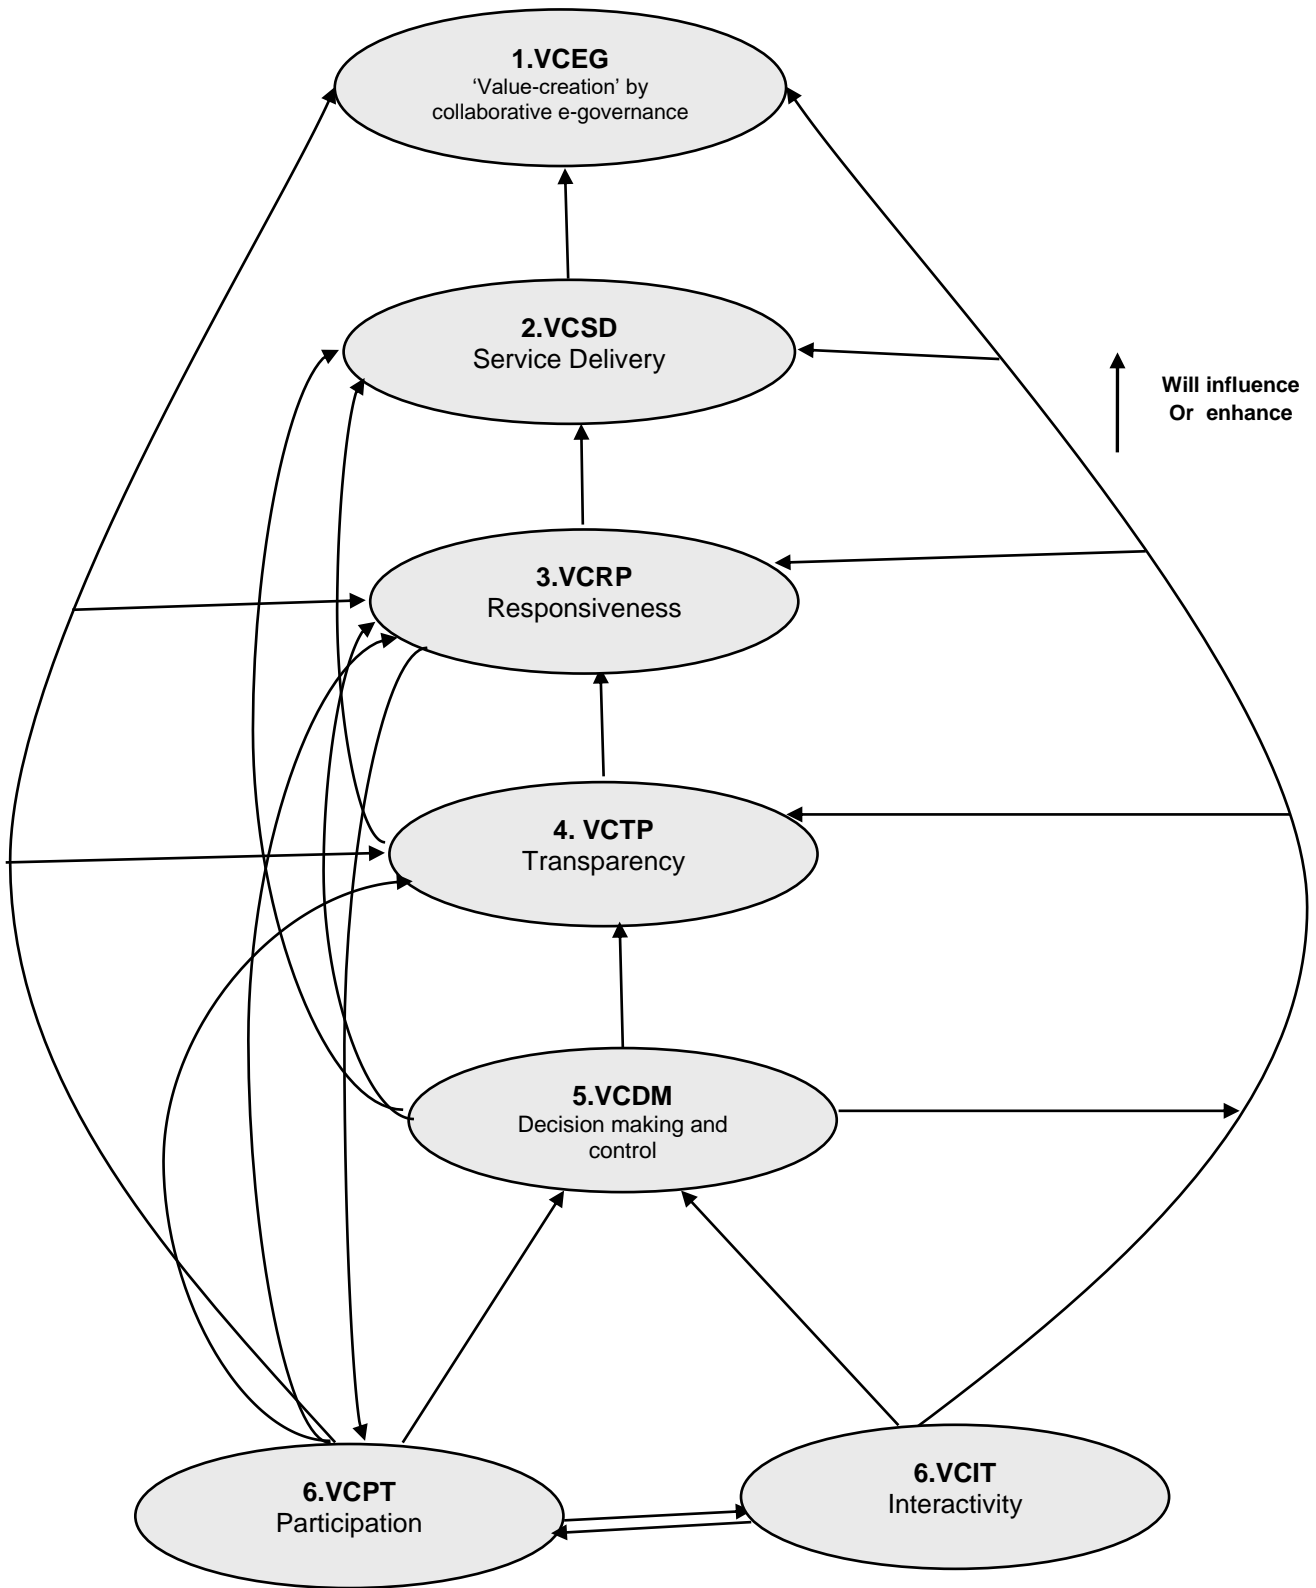 1.VCEG
‘Value-creation’ by
collaborative e-governance
2.VCSD
Service Delivery
Will influence
Or enhance
3.VCRP
Responsiveness
4. VCTP
Transparency
5.VCDM
Decision making and
control
6.VCPT
Participation
6.VCIT
Interactivity